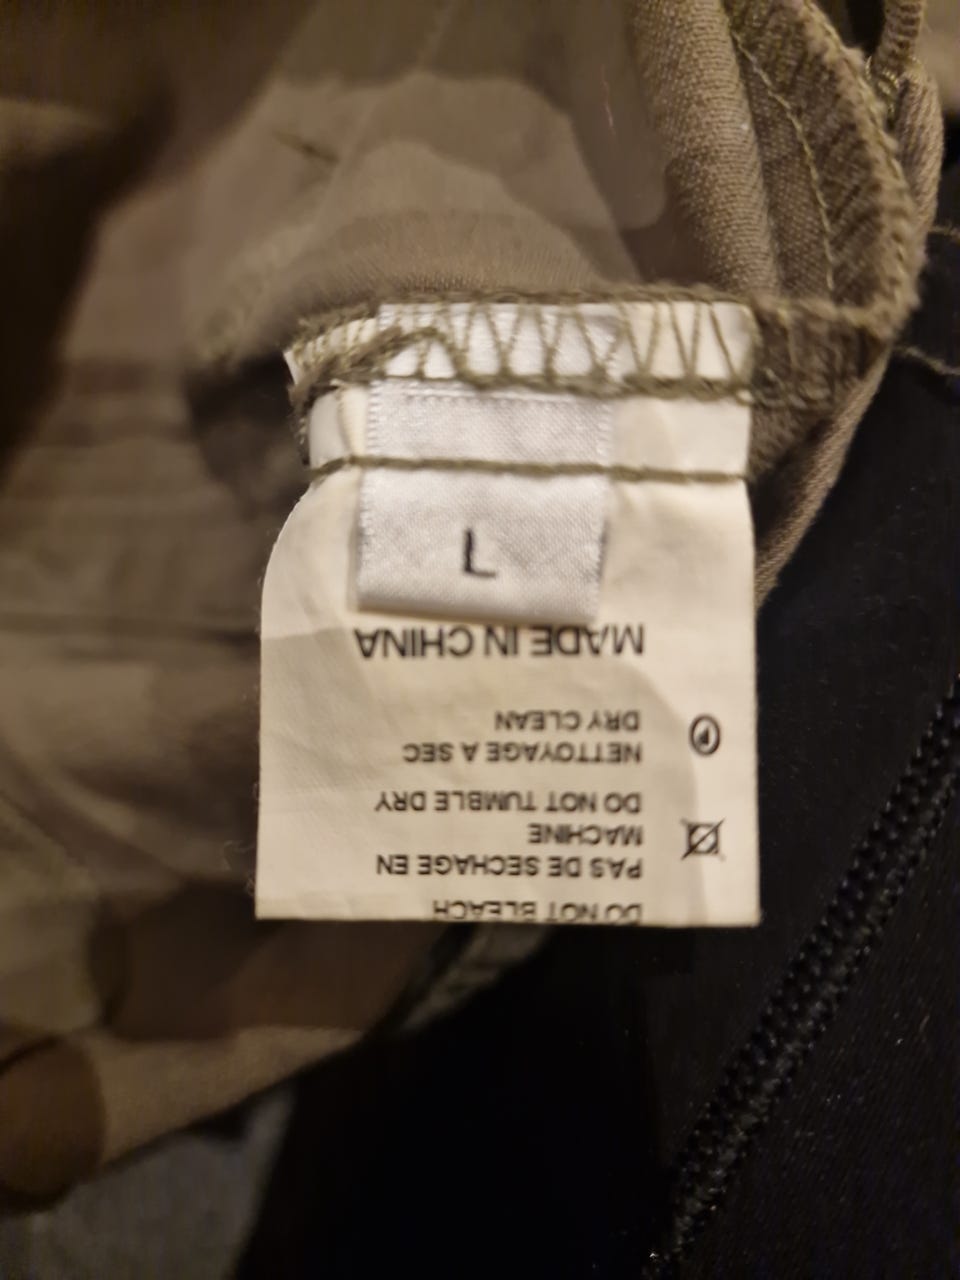 L
DO NOT BLEACH
PAS DE SECHAGE EN
MACHINE
DO NOT TUMBLE DRY
NETTOYAGE A SEC
DRY CLEAN
P
MADE IN CHINA